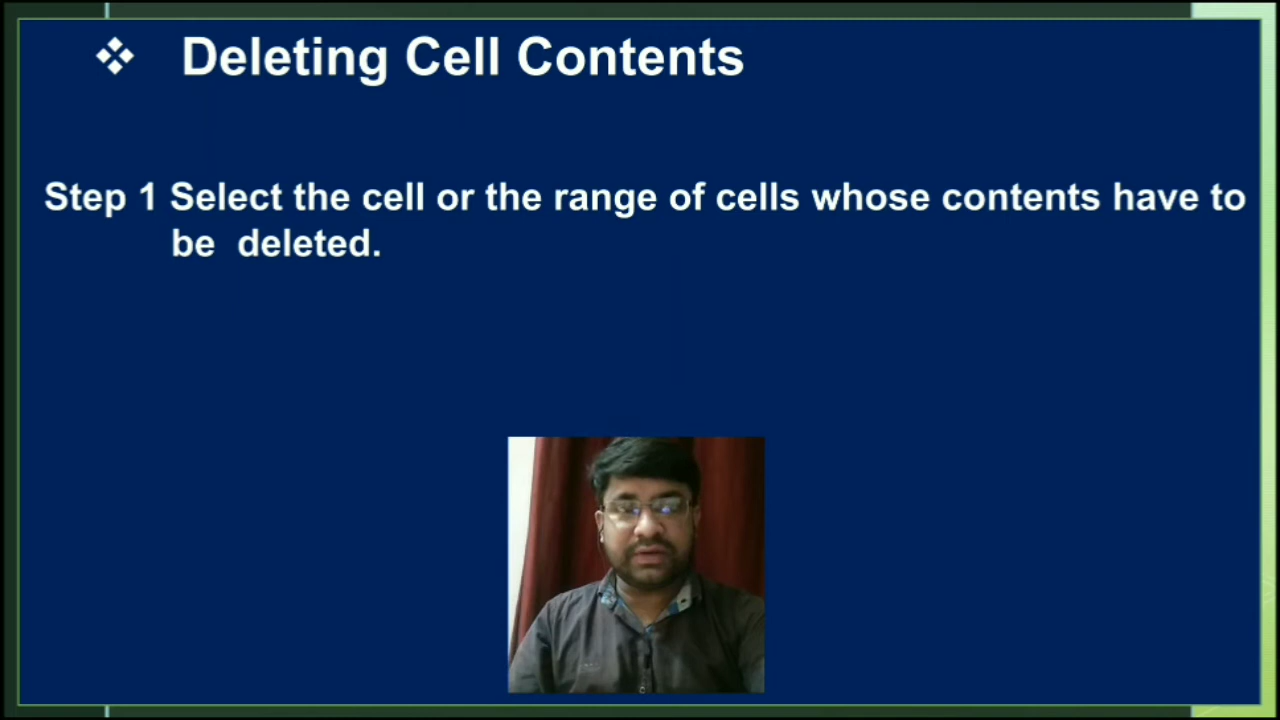 Deleting Cell Contents
Step 1 Select the cell or the range of cells whose contents have to
be deleted.